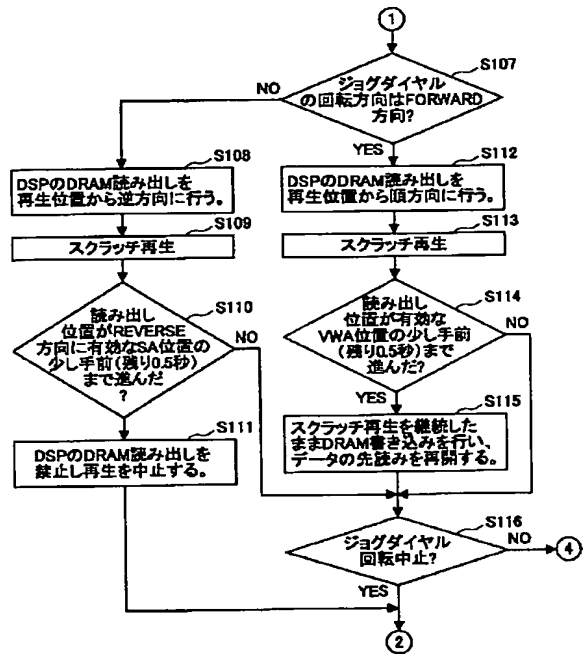 ①
S107
ジョグダイヤル
の回転方向はFORWARD
方向?
NO
YES
S108
DSPのDRAM読み出しを
再生位置から逆方向に行う。
S109
スクラッチ再生
S110
読み出し
位置がREVERSE
方向に有効なSA位置の
少し手前(残り0.5秒)
まで進んだ
?
NO
YES
S111
DSPのDRAM読み出しを
禁止し再生を中止する。
S112
DSPのDRAM読み出しを
再生位置から順方向に行う。
S113
スクラッチ再生
S114
読み出し
位置が有効な
VWA位置の少し手前
(残り0.5秒)まで
進んだ?
NO
YES
S115
スクラッチ再生を継続した
ままDRAM書き込みを行い、
データの先読みを再開する。
S116
ジョグダイヤル
回転中止?
NO
④
YES
②